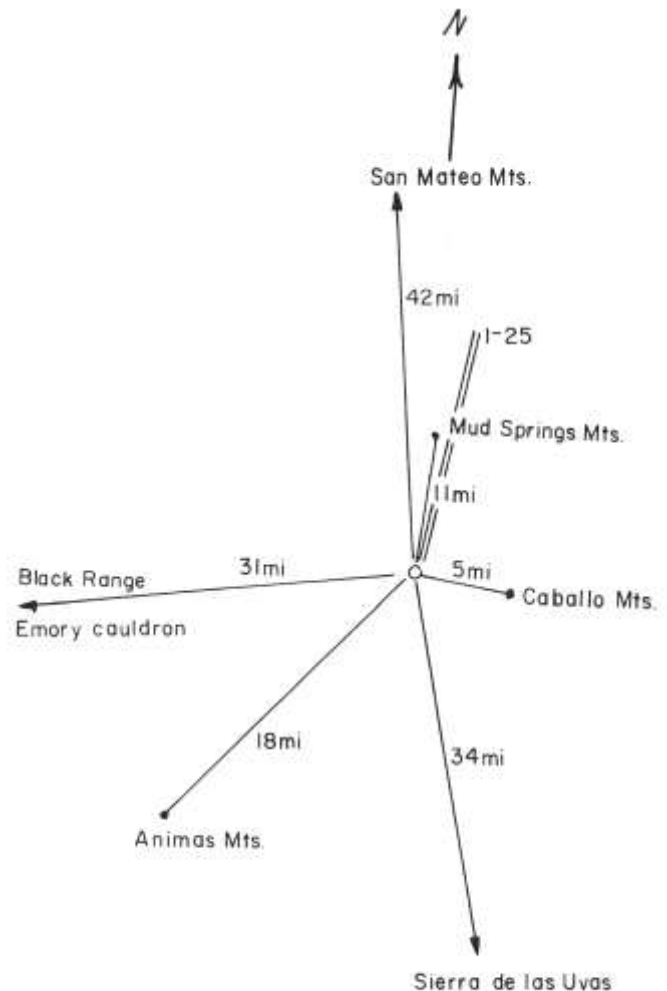 N
San Mateo Mts.
42mi
I-25
Mud Springs Mts.
11mi
31mi
5mi
Black Range
Caballo Mts.
Emory cauldron
18mi
34mi
Animas Mts.
Sierra de las Uvas